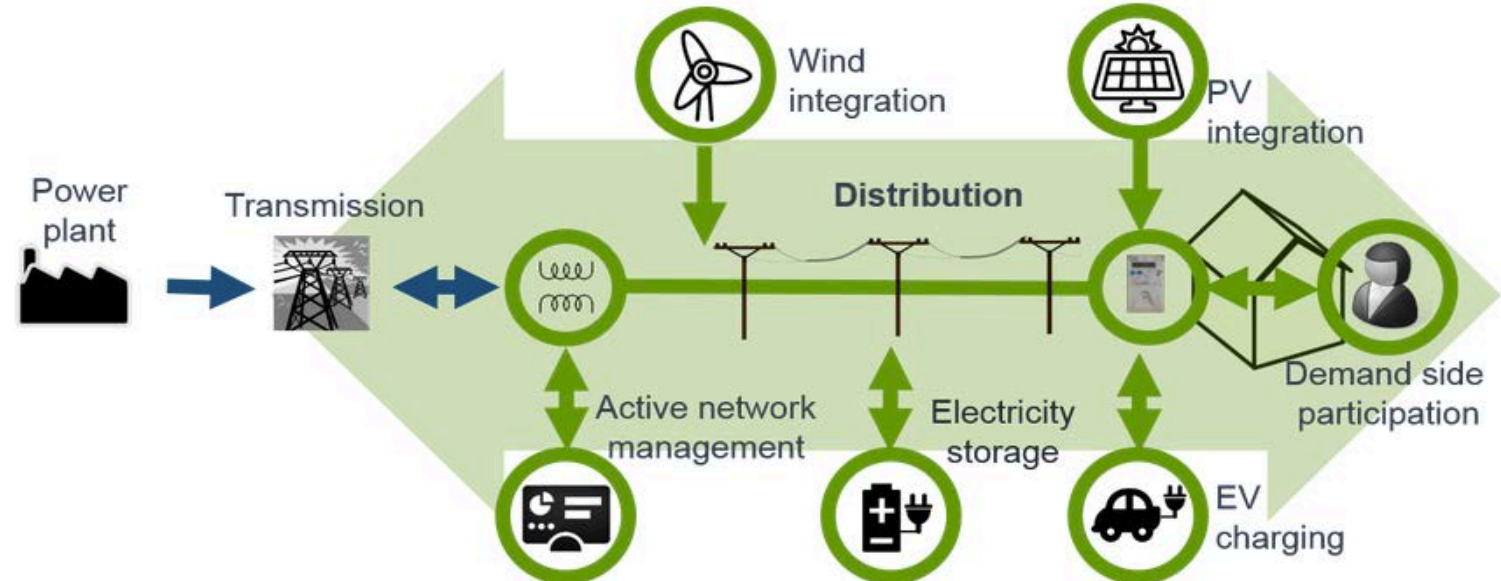 Wind
integration
PV
integration
Power
plant
Transmission
Distribution
Active network
management
Electricity
storage
Demand side
participation
EV
charging